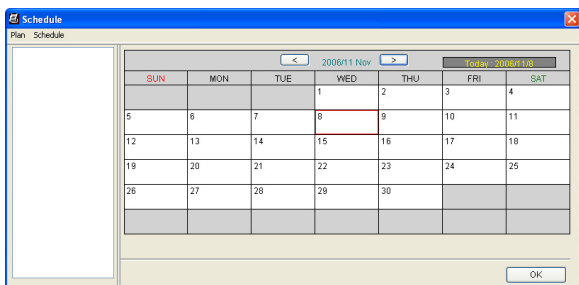 Schedule
Plan Schedule
< 2006/11 Nov > Today 2006/11/8
SUN MON TUE WED THU FRI SAT
1 2 3 4
5 6 7 8 9 10 11
12 13 14 15 16 17 18
19 20 21 22 23 24 25
26 27 28 29 30
OK